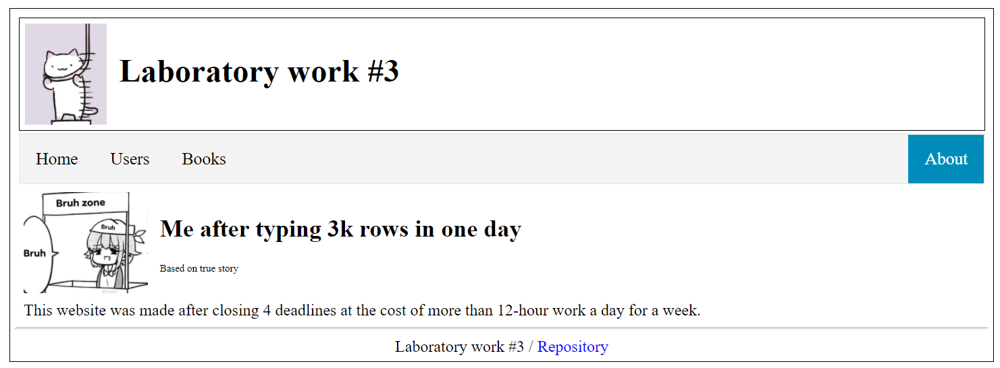 Laboratory work #3
Home Users Books About
Bruh zone
Bruh
Bruh
Me after typing 3k rows in one day
Based on true story
This website was made after closing 4 deadlines at the cost of more than 12-hour work a day for a week.
Laboratory work #3 / Repository